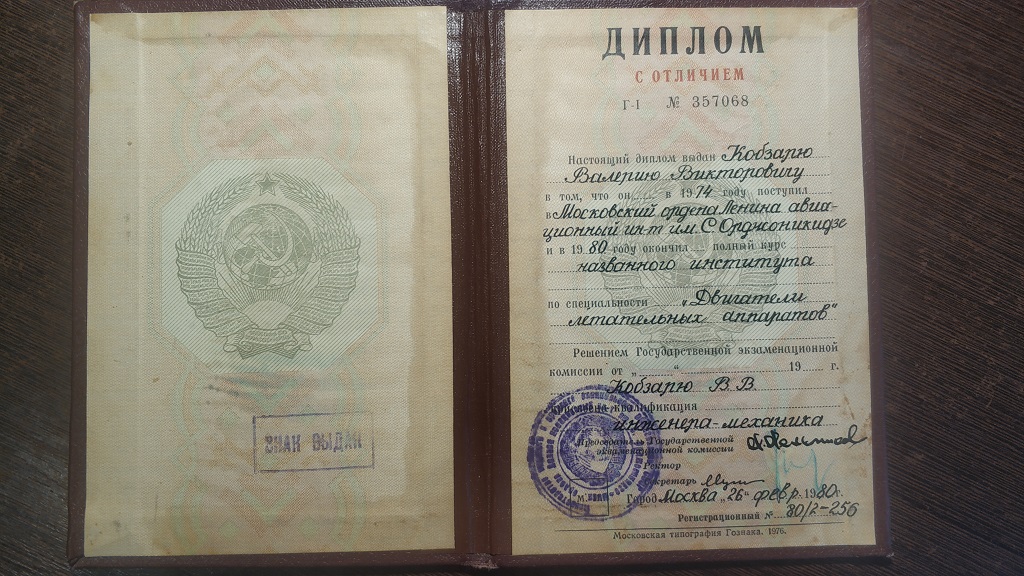 ЗНАК ВЫДАН
ДИПЛОМ
С ОТЛИЧИЕМ
Г-I № 357068
Настоящий диплом выдан Кобзарю
Валерию Викторовичу
в том, что он в 1974 году поступил
в Московский ордена Ленина авиа-
ционный ин-т им. С. Орджоникидзе
и в 1980 году окончил полный курс
названного института
по специальности „Двигатели
летательных аппаратов"
Решением Государственной экзаменационной
комиссии от „ “ 19 г.
Кобзарю В. В.
присвоена квалификация
инженера-механика
Председатель Государственной
экзаменационной комиссии
Ректор
Секретарь
Город Москва „26“ февр. 1980 г.
Регистрационный № 80/2-256
Московская типография Гознака. 1976.